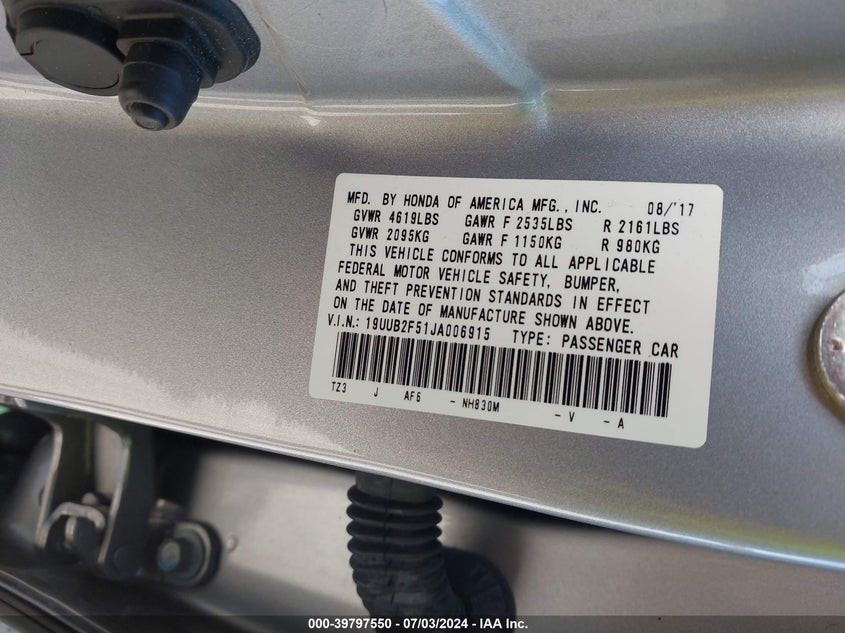 MFD. BY HONDA OF AMERICA MFG., INC. 08/'17
GVWR 4619LBS GAWR F 2535LBS R 2161LBS
GVWR 2095KG GAWR F 1150KG R 980KG
THIS VEHICLE CONFORMS TO ALL APPLICABLE
FEDERAL MOTOR VEHICLE SAFETY, BUMPER,
AND THEFT PREVENTION STANDARDS IN EFFECT
ON THE DATE OF MANUFACTURE SHOWN ABOVE.
V.I.N.: 19UUB2F51JA006915 TYPE: PASSENGER CAR
TZ3 J AF6 - NH830M - V - A
000-39797550 - 07/03/2024 - IAA Inc.